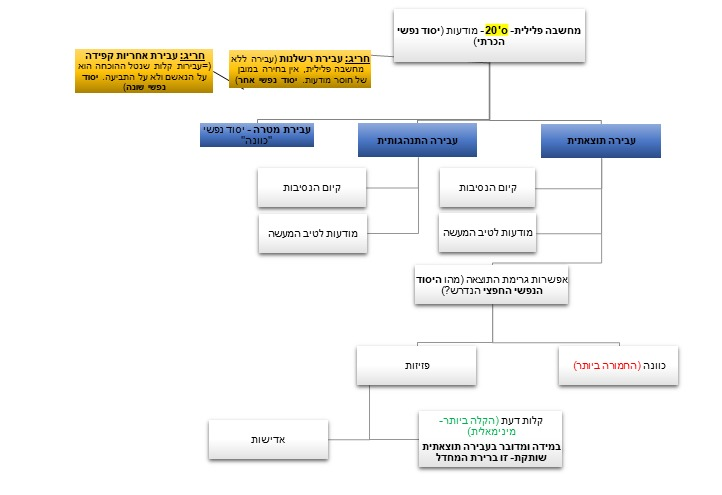 מחשבה פלילית- ס'20- מודעות (יסוד נפשי
הכרתי)
חריג: עבירת רשלנות (עבירה ללא
מחשבה פלילית, אין בחירה במובן
של חוסר מודעות. יסוד נפשי אחר)
חריג: עבירת אחריות קפידה
(=עבירות קלות שנטל ההוכחה הוא
על הנאשם ולא על התביעה. יסוד
נפשי שונה)
עבירה תוצאתית
עבירה התנהגותית
עבירת מטרה - יסוד נפשי
"כוונה"
קיום הנסיבות
קיום הנסיבות
מודעות לטיב המעשה
מודעות לטיב המעשה
אפשרות גרימת התוצאה (מהו היסוד
הנפשי החפצי הנדרש?)
כוונה (החמורה ביותר)
פזיזות
קלות דעת (הקלה ביותר-
מינימאלית)
במידה ומדובר בעבירה תוצאתית
שותקת- זו ברירת המחדל
אדישות